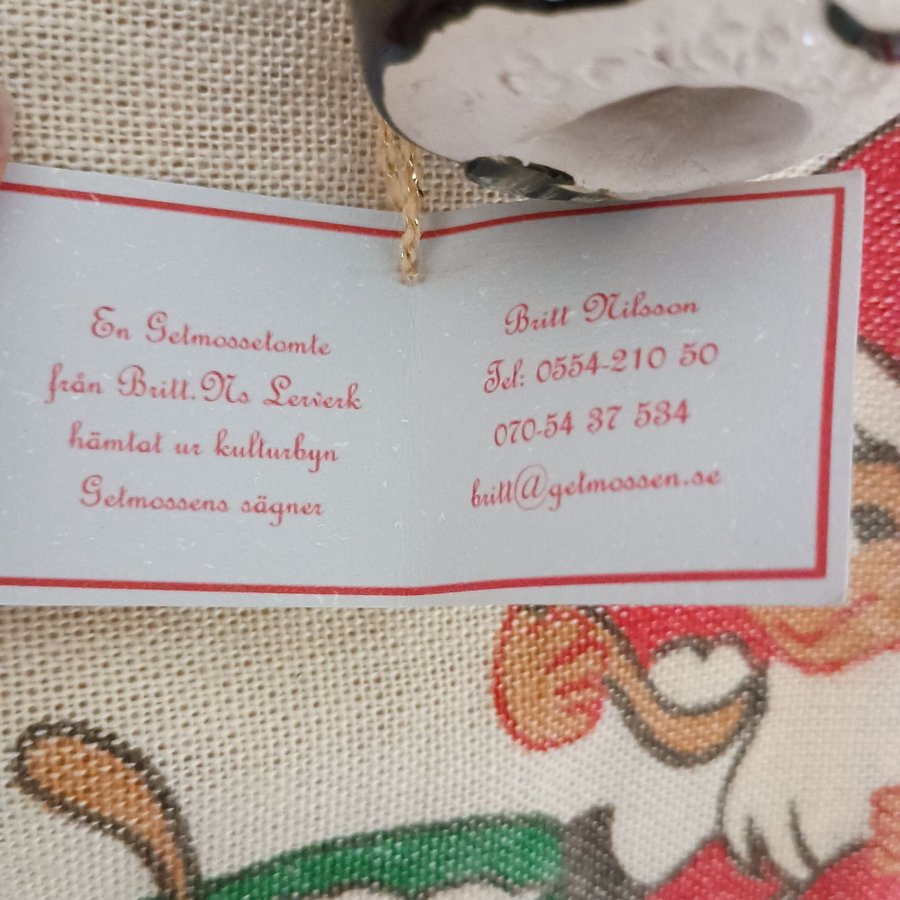 En Getmossetomte
från Britt.Ns Lerverk
hämtat ur kulturbyn
Getmossens sägner
Britt Nilsson
Tel: 0554-210 50
070-54 37 534
britt@getmossen.se